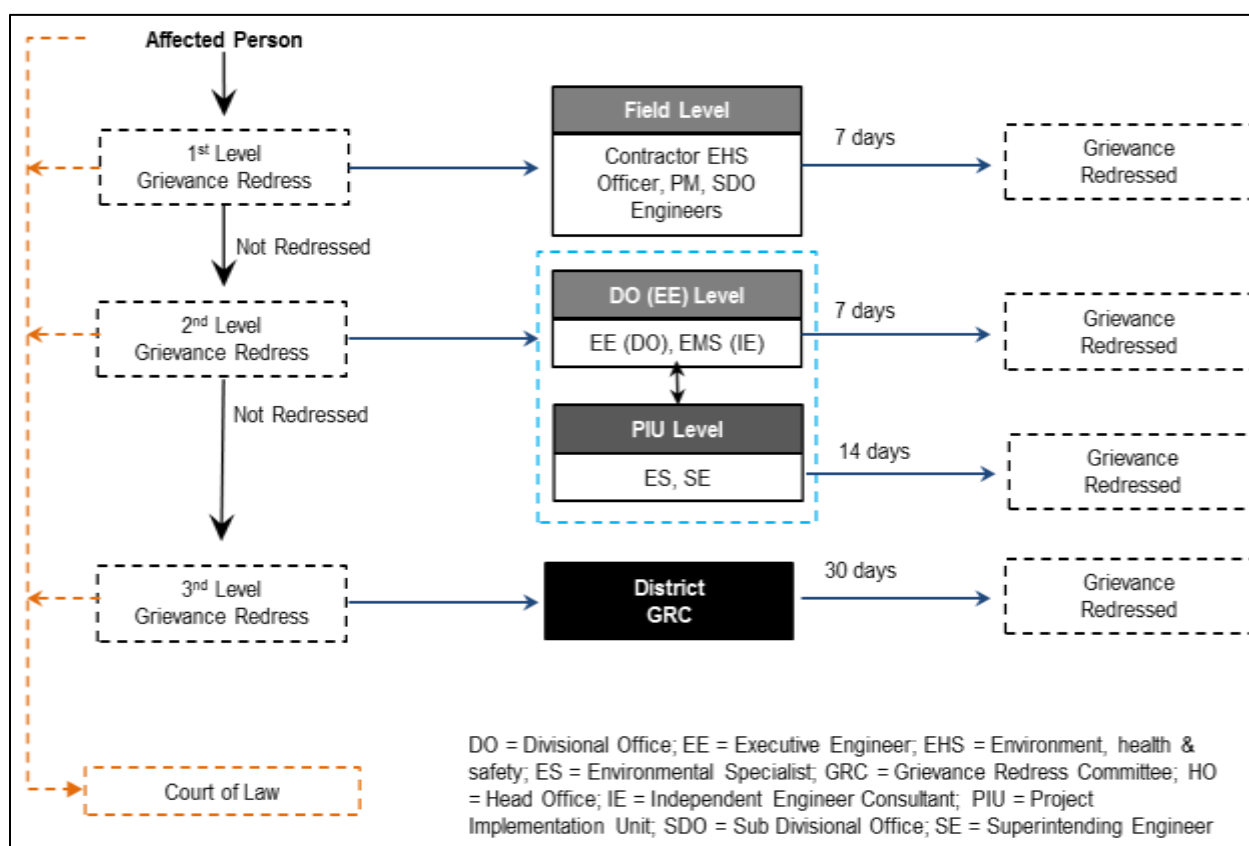 Affected Person
1st Level
Grievance Redress
Field Level
Contractor EHS
Officer, PM, SDO
Engineers
7 days
Grievance
Redressed
Not Redressed
2nd Level
Grievance Redress
DO (EE) Level
EE (DO), EMS (IE)
7 days
Grievance
Redressed
Not Redressed
PIU Level
ES, SE
14 days
Grievance
Redressed
3rd Level
Grievance Redress
District
GRC
30 days
Grievance
Redressed
Court of Law
DO = Divisional Office; EE = Executive Engineer; EHS = Environment, health &
safety; ES = Environmental Specialist; GRC = Grievance Redress Committee; HO
= Head Office; IE = Independent Engineer Consultant; PIU = Project
Implementation Unit; SDO = Sub Divisional Office; SE = Superintending Engineer